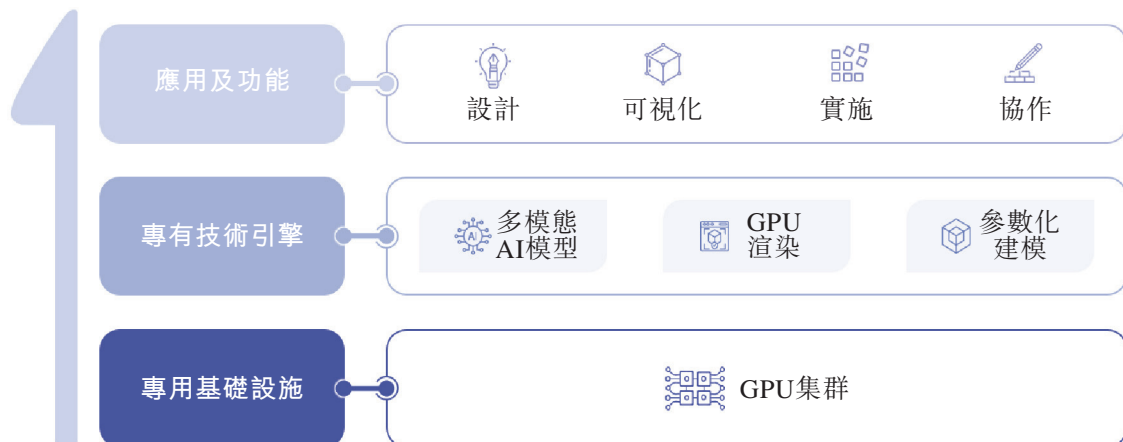 應用及功能
設計
可視化
實施
協作
專有技術引擎
AI
多模態
AI模型
GPU
渲染
參數化
建模
專用基礎設施
GPU集群